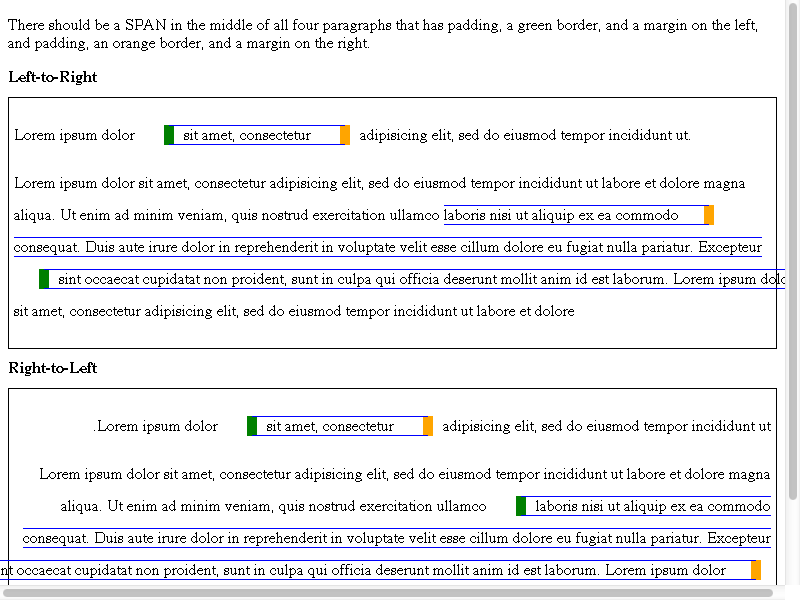 There should be a SPAN in the middle of all four paragraphs that has padding, a green border, and a margin on the left,
and padding, an orange border, and a margin on the right.
Left-to-Right
Lorem ipsum dolor sit amet, consectetur adipisicing elit, sed do eiusmod tempor incididunt ut.
Lorem ipsum dolor sit amet, consectetur adipisicing elit, sed do eiusmod tempor incididunt ut labore et dolore magna
aliqua. Ut enim ad minim veniam, quis nostrud exercitation ullamco laboris nisi ut aliquip ex ea commodo
consequat. Duis aute irure dolor in reprehenderit in voluptate velit esse cillum dolore eu fugiat nulla pariatur. Excepteur
sint occaecat cupidatat non proident, sunt in culpa qui officia deserunt mollit anim id est laborum. Lorem ipsum
sit amet, consectetur adipisicing elit, sed do eiusmod tempor incididunt ut labore et dolore
Right-to-Left
.Lorem ipsum dolor sit amet, consectetur adipisicing elit, sed do eiusmod tempor incididunt ut
Lorem ipsum dolor sit amet, consectetur adipisicing elit, sed do eiusmod tempor incididunt ut labore et dolore magna
aliqua. Ut enim ad minim veniam, quis nostrud exercitation ullamco laboris nisi ut aliquip ex ea commodo
consequat. Duis aute irure dolor in reprehenderit in voluptate velit esse cillum dolore eu fugiat nulla pariatur. Excepteur
occaecat cupidatat non proident, sunt in culpa qui officia deserunt mollit anim id est laborum. Lorem ipsum dolor